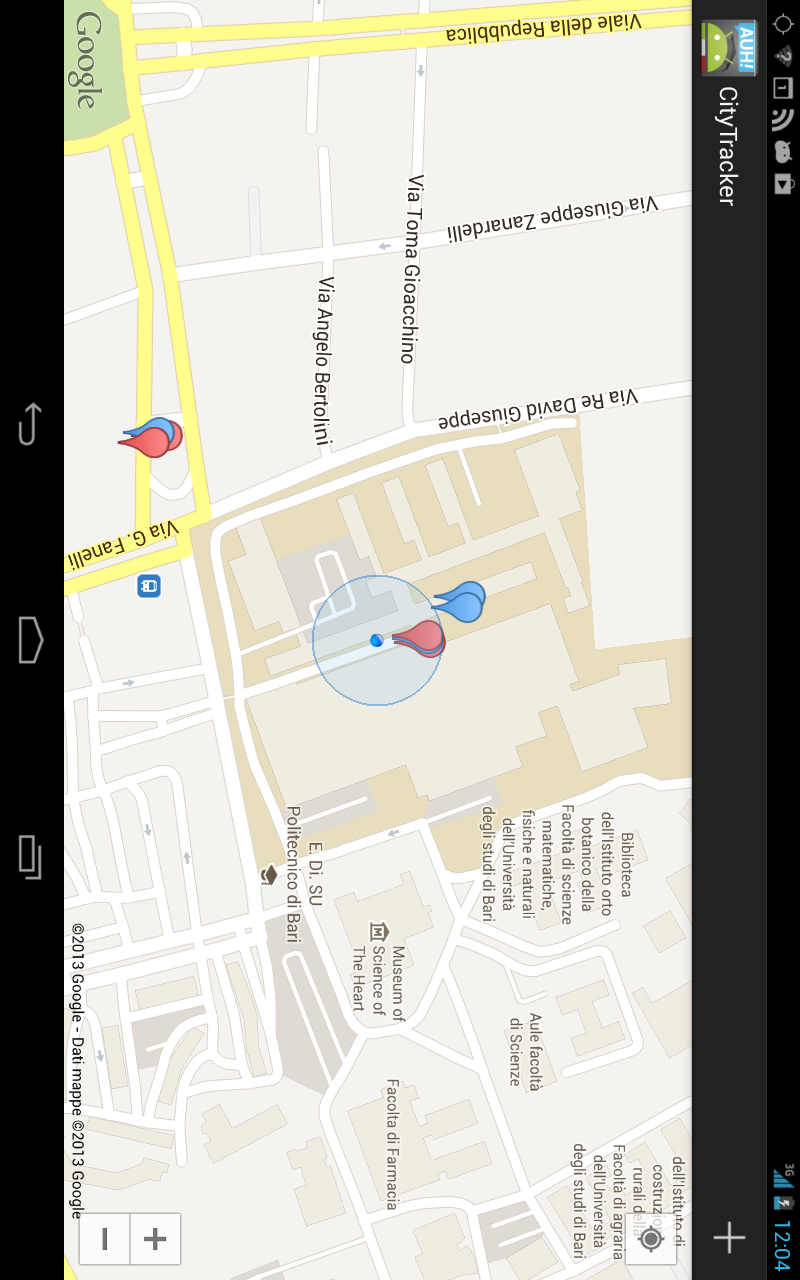 3G
12:04
AUH!
CityTracker
Viale della Repubblica
Via Giuseppe Zanardelli
Via Toma Gioacchino
Via Angelo Bertolini
Via Re David Giuseppe
Via G. Fanelli
Biblioteca
dell'Istituto orto
botanico della
Facoltà di scienze
matematiche,
fisiche e naturali
dell'Università
degli studi di Bari
E. Di. SU
Politecnico di Bari
Museum of
Science of
The Heart
Aule facoltà
di Scienze
Facolta di Farmacia
dell'Istituto di
costruzioni
rurali della
Facoltà di agraria
dell'Università
degli studi di Bari
Google
©2013 Google - Dati mappe ©2013 Google